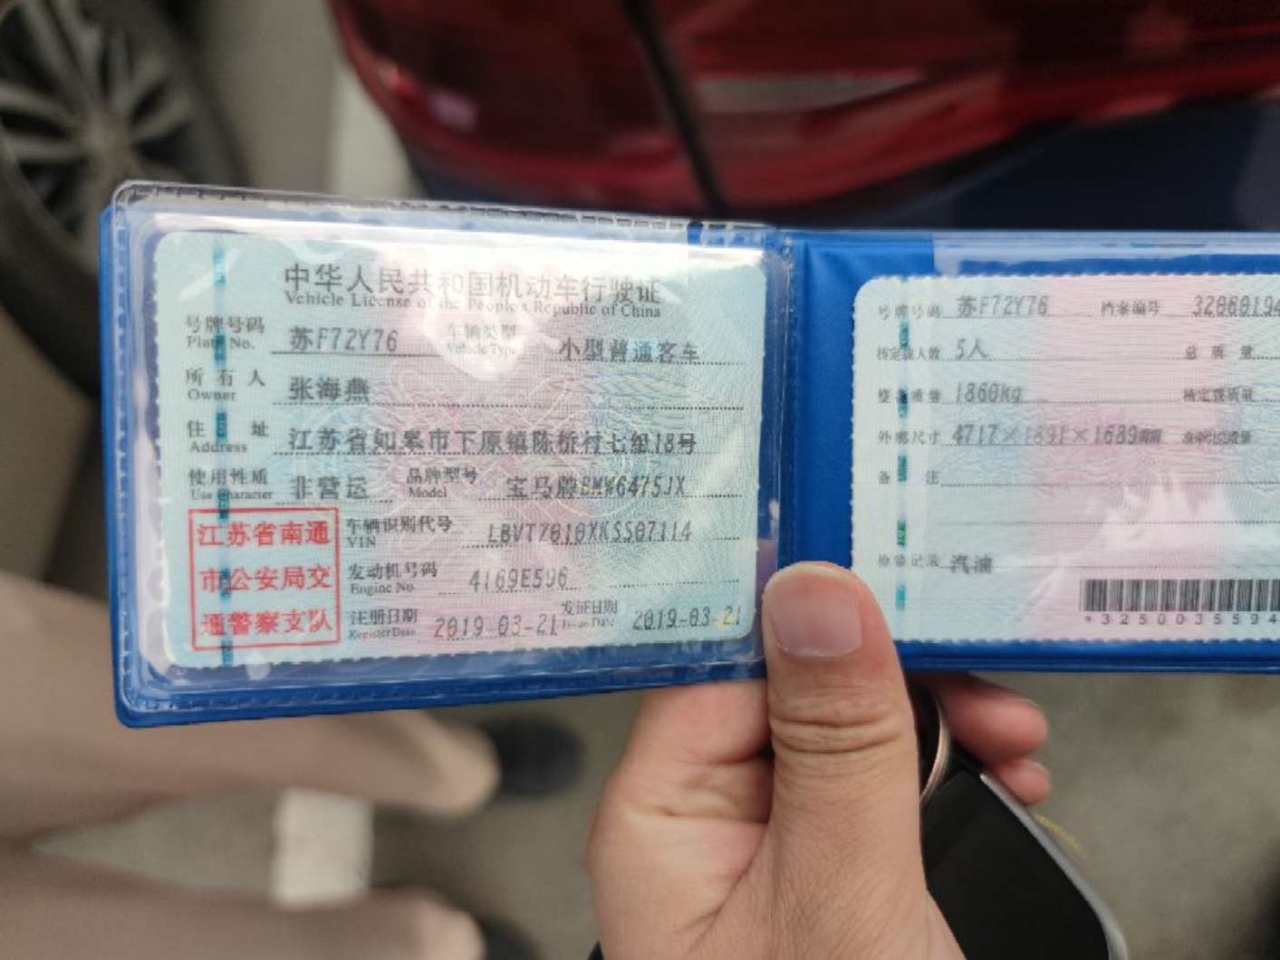 中华人民共和国机动车行驶证
Vehicle License of the People's Republic of China
号牌号码 苏F72Y76 车辆类型 小型普通客车
Plate No. Vehicle Type
所有人 张海燕
Owner
住址 江苏省如皋市下原镇陈桥村七组18号
Address
使用性质 非营运 品牌型号 宝马牌BMW6475JX
Use Character Model
江苏省南通
市公安局交
通警察支队
车辆识别代号
VIN
发动机号码
Engine No.
注册日期 2019-03-21 发证日期 2019-03-21
Register Date Issue Date
号牌号码 苏F72Y76 档案编号
核定载人数 5人 总质量
整备质量 1860kg 核定载质量
外廓尺寸 4717×1891×1689mm
备注
检验记录 汽油
*3250035594